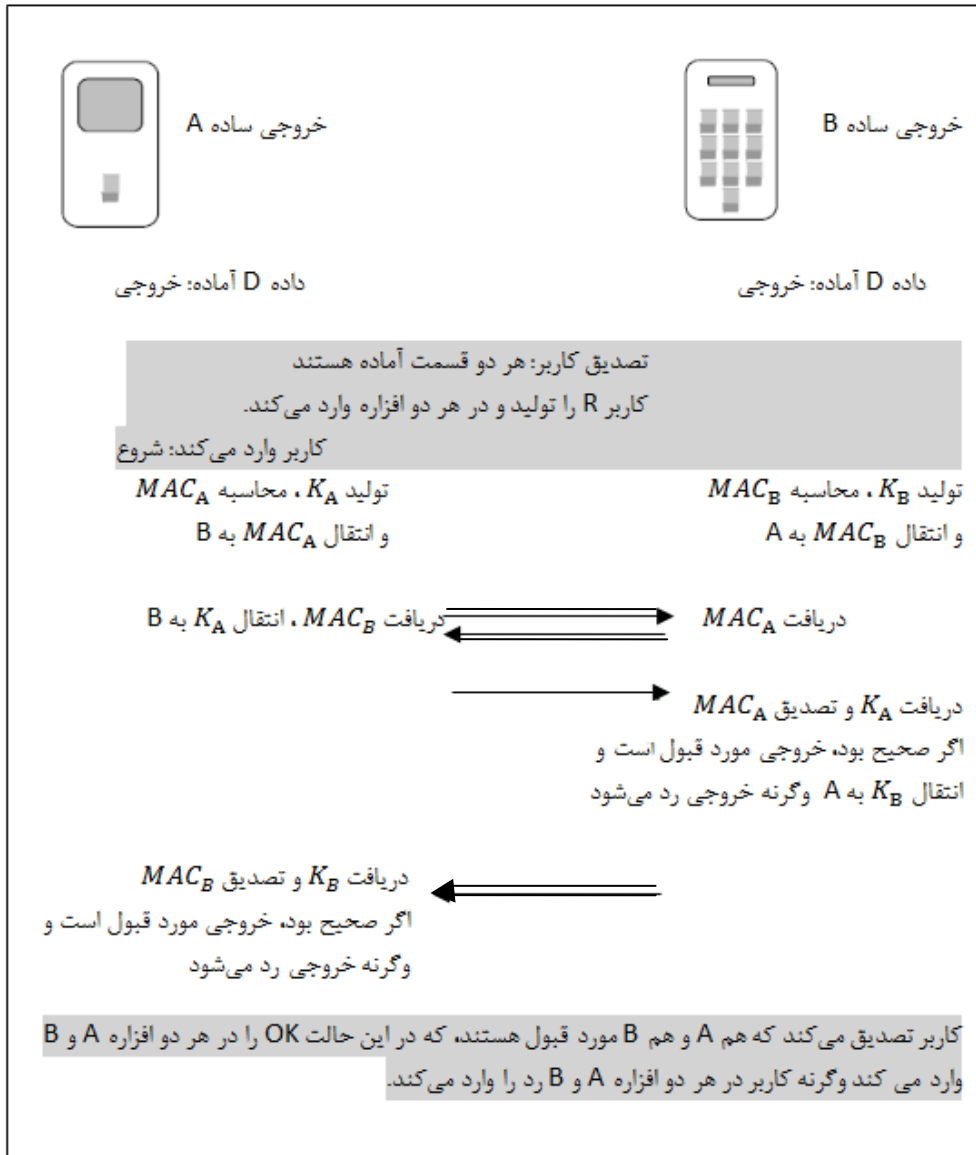 خروجی ساده B
خروجی ساده A
داده D آماده: خروجی
داده D آماده: خروجی
تصدیق کاربر: هر دو قسمت آماده هستند
کاربر R را تولید و در هر دو افزاره وارد می‌کند.
کاربر وارد می‌کند: شروع
تولید K_B ، محاسبه MAC_B
و انتقال MAC_B به A
تولید K_A ، محاسبه MAC_A
و انتقال MAC_A به B
دریافت MAC_A
دریافت MAC_B ، انتقال K_A به B
دریافت K_A و تصدیق MAC_A
اگر صحیح بود، خروجی مورد قبول است و
انتقال K_B به A وگرنه خروجی رد می‌شود
دریافت K_B و تصدیق MAC_B
اگر صحیح بود، خروجی مورد قبول است و
وگرنه خروجی رد می‌شود
کاربر تصدیق می‌کند که هم A و هم B مورد قبول هستند، که در این حالت OK را در هر دو افزاره A و B
وارد می کند وگرنه کاربر در هر دو افزاره A و B رد را وارد می‌کند.